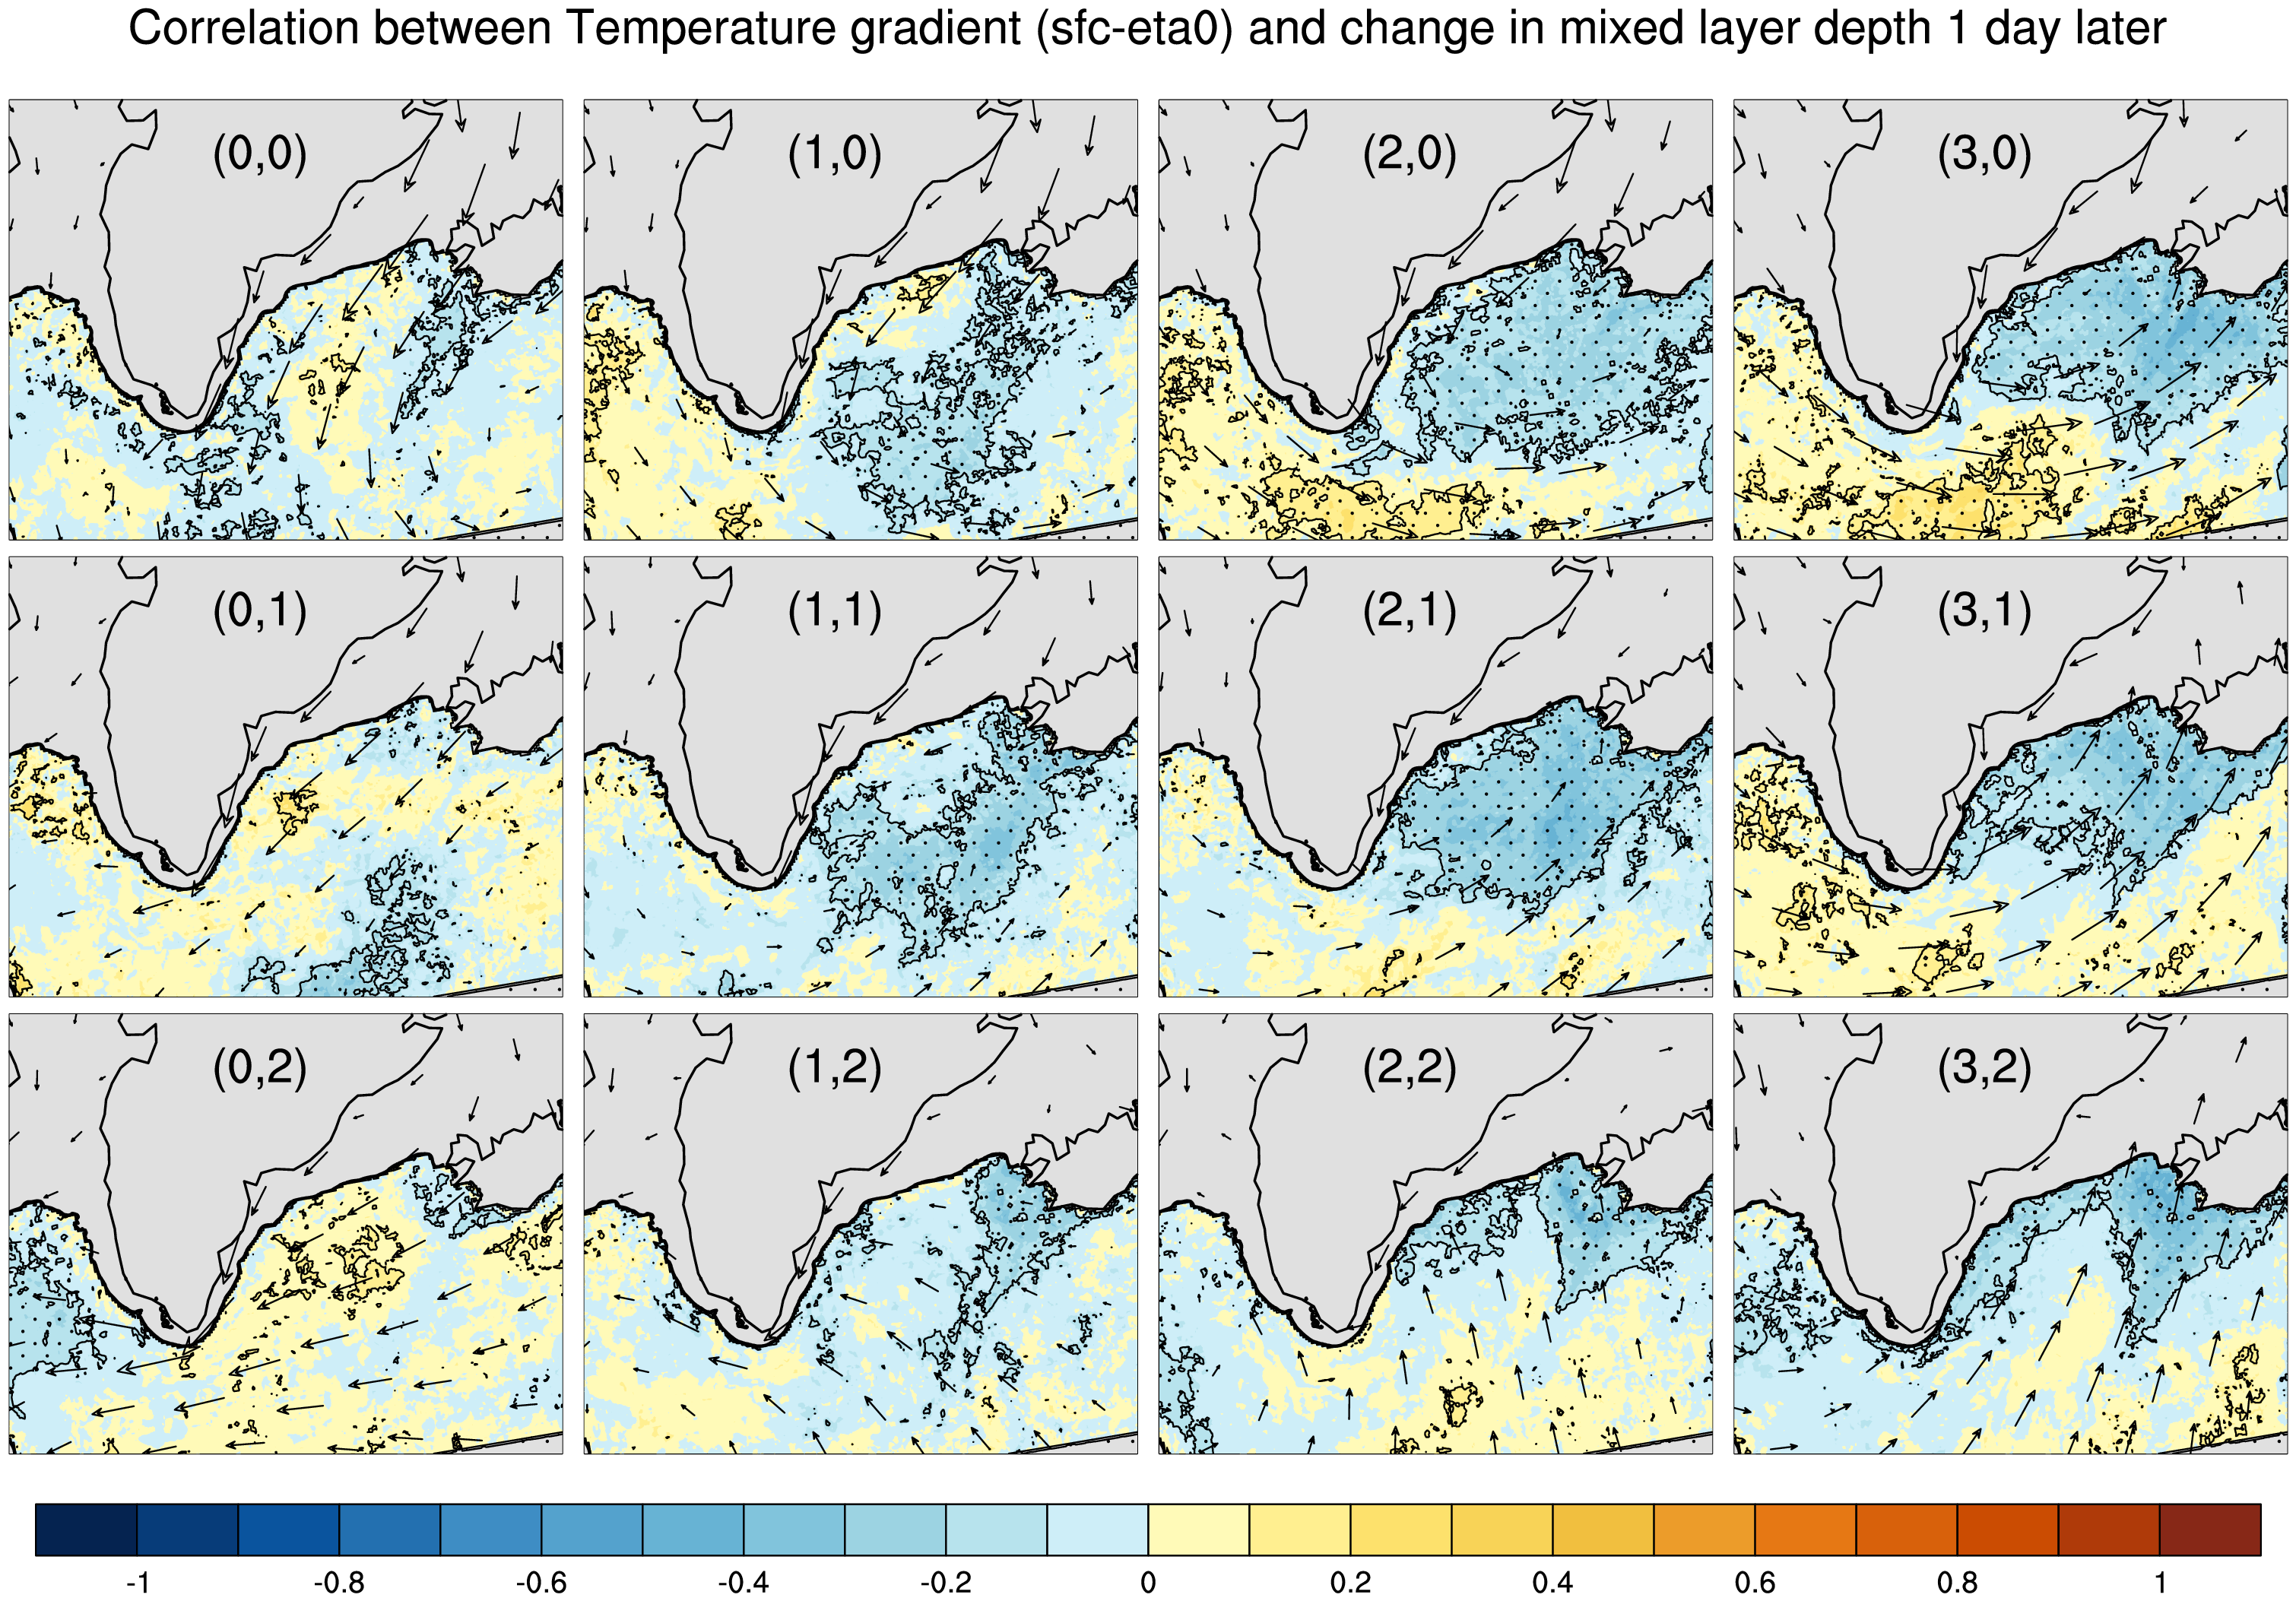 Correlation between Temperature gradient (sfc-eta0) and change in mixed layer depth 1 day later
(0,0) (1,0) (2,0) (3,0)
(0,1) (1,1) (2,1) (3,1)
(0,2) (1,2) (2,2) (3,2)
-1 -0.8 -0.6 -0.4 -0.2 0 0.2 0.4 0.6 0.8 1